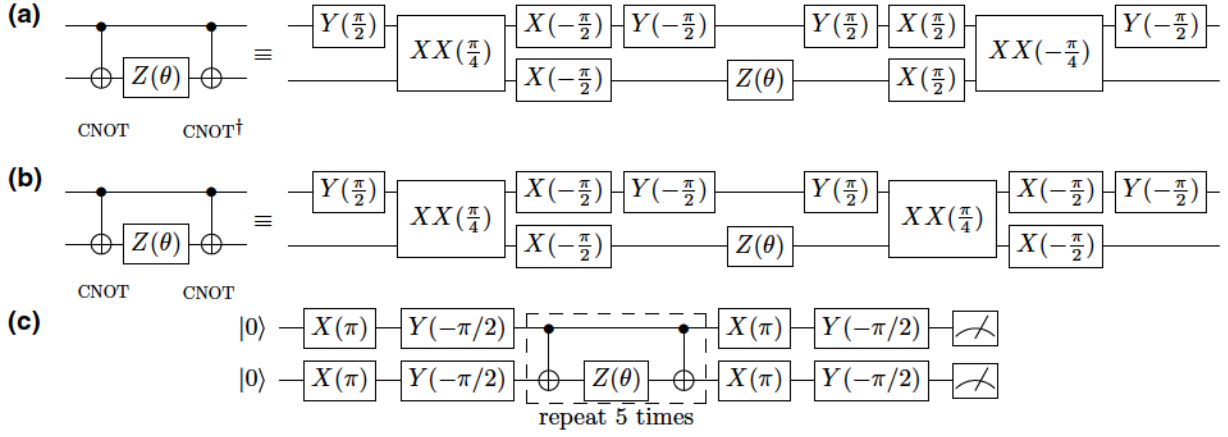 (a) Y(π/2) X(−π/2) Y(−π/2) Y(π/2) X(π/2) Y(−π/2)
Z(θ) ≡ XX(π/4) XX(−π/4)
X(−π/2) Z(θ) X(π/2)
CNOT CNOT†
(b) Y(π/2) X(−π/2) Y(−π/2) Y(π/2) X(−π/2) Y(−π/2)
Z(θ) ≡ XX(π/4) XX(π/4)
X(−π/2) Z(θ) X(−π/2)
CNOT CNOT
(c) |0⟩ X(π) Y(−π/2) X(π) Y(−π/2)
|0⟩ X(π) Y(−π/2) Z(θ) X(π) Y(−π/2)
repeat 5 times